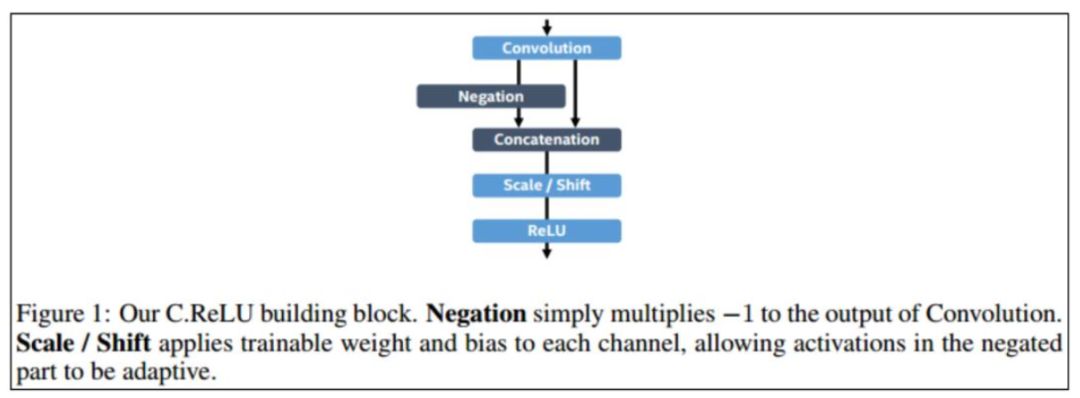 Convolution
Negation
Concatenation
Scale / Shift
ReLU
Figure 1: Our C.ReLU building block. Negation simply multiplies −1 to the output of Convolution.
Scale / Shift applies trainable weight and bias to each channel, allowing activations in the negated
part to be adaptive.